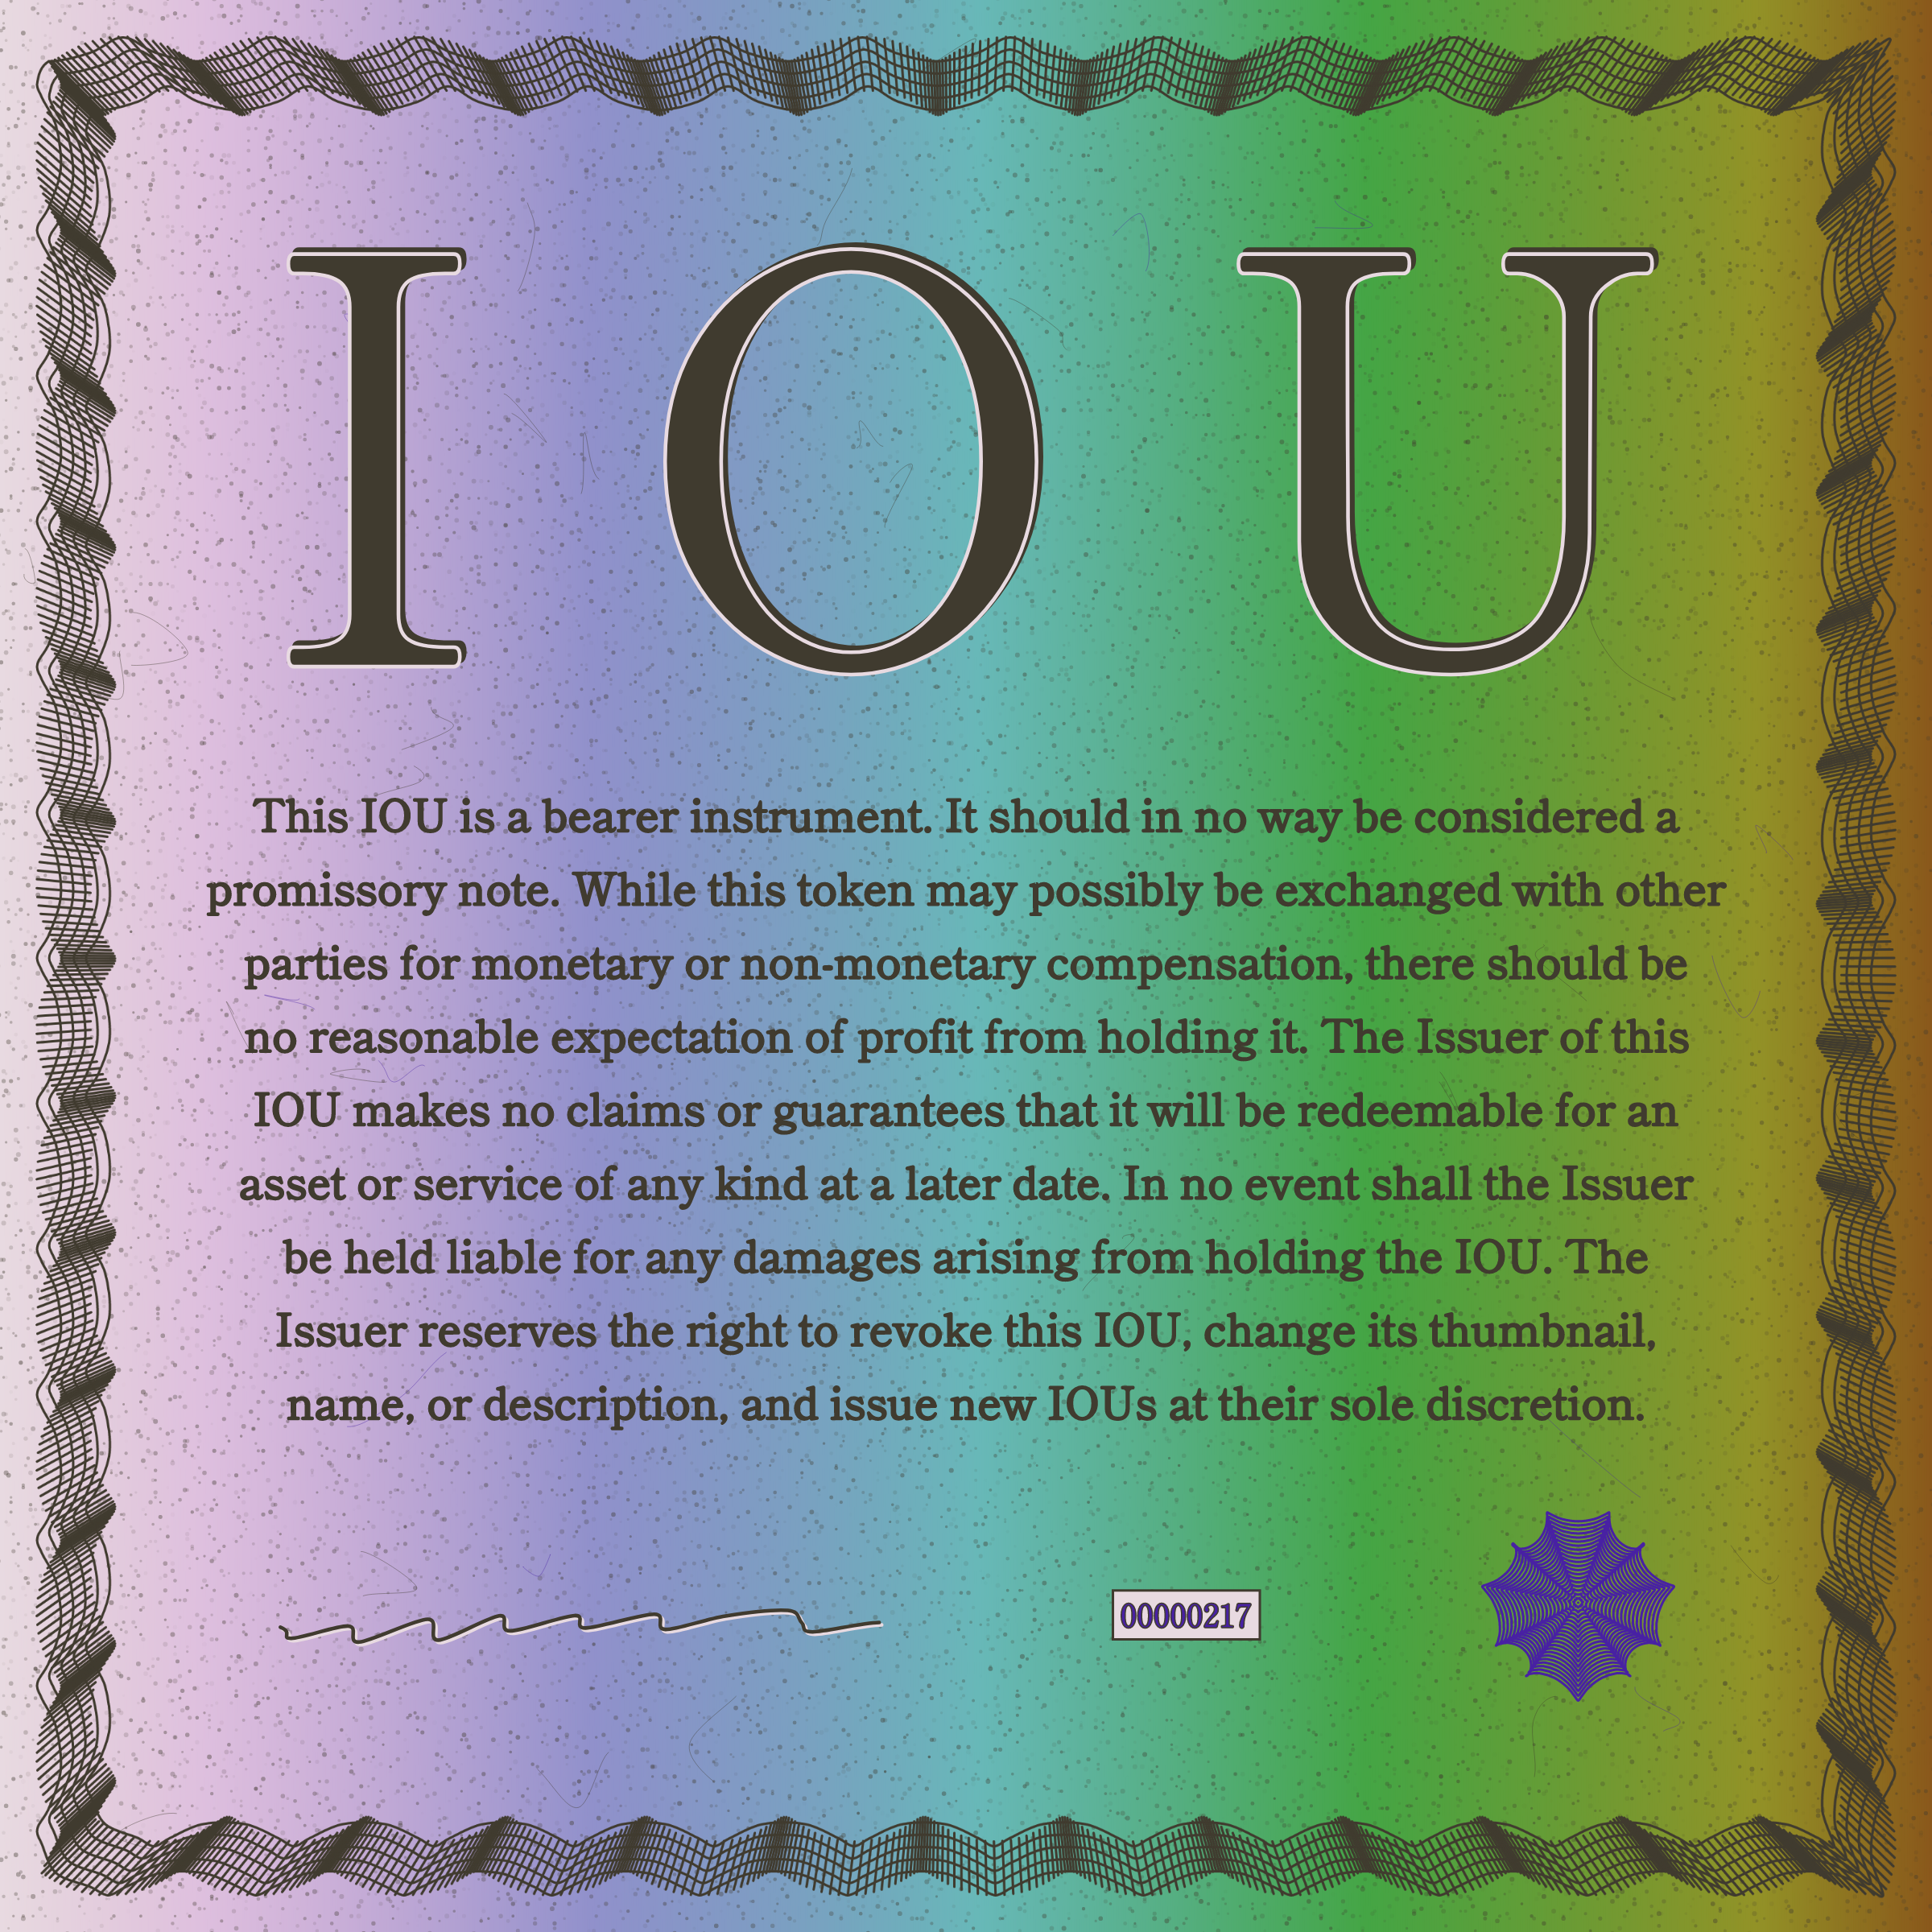 I O U
This IOU is a bearer instrument. It should in no way be considered a
promissory note. While this token may possibly be exchanged with other
parties for monetary or non-monetary compensation, there should be
no reasonable expectation of profit from holding it. The Issuer of this
IOU makes no claims or guarantees that it will be redeemable for an
asset or service of any kind at a later date. In no event shall the Issuer
be held liable for any damages arising from holding the IOU. The
Issuer reserves the right to revoke this IOU, change its thumbnail,
name, or description, and issue new IOUs at their sole discretion.
00000217